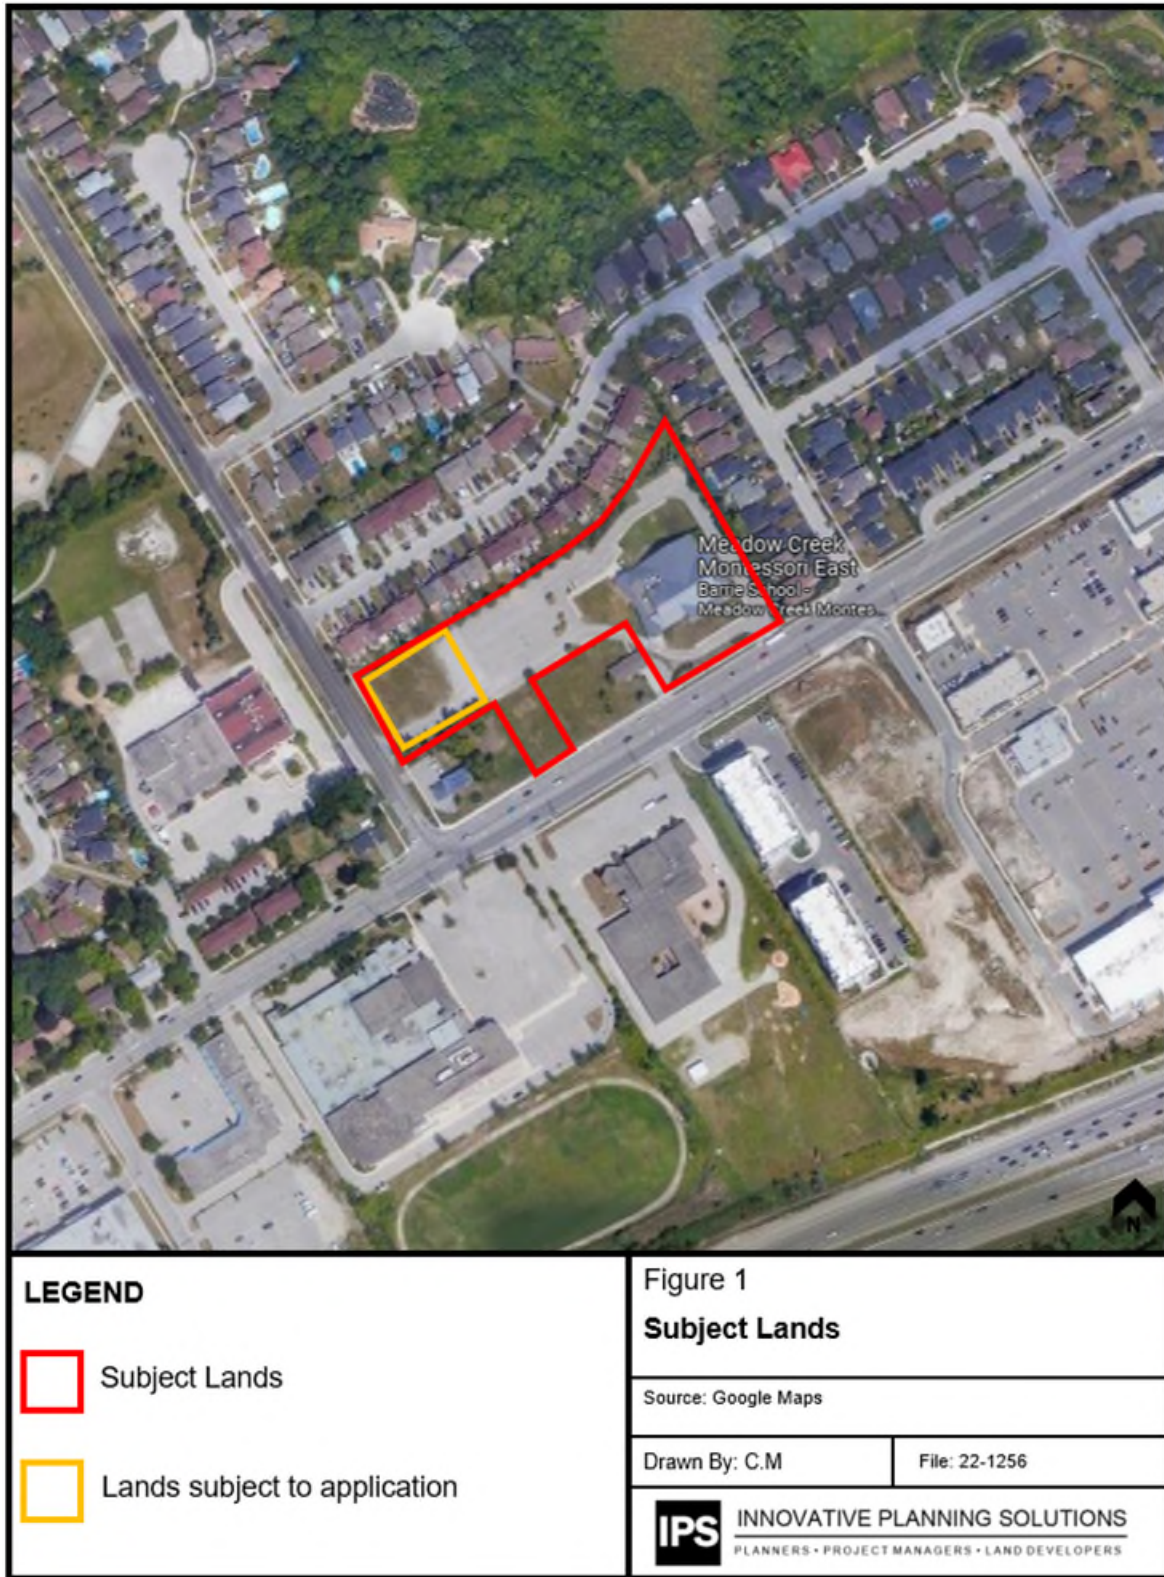 Meadow Creek
Montessori East
Barrie School -
Meadow Creek Montes...
N
LEGEND
Subject Lands
Lands subject to application
Figure 1
Subject Lands
Source: Google Maps
Drawn By: C.M
File: 22-1256
IPS
INNOVATIVE PLANNING SOLUTIONS
PLANNERS • PROJECT MANAGERS • LAND DEVELOPERS